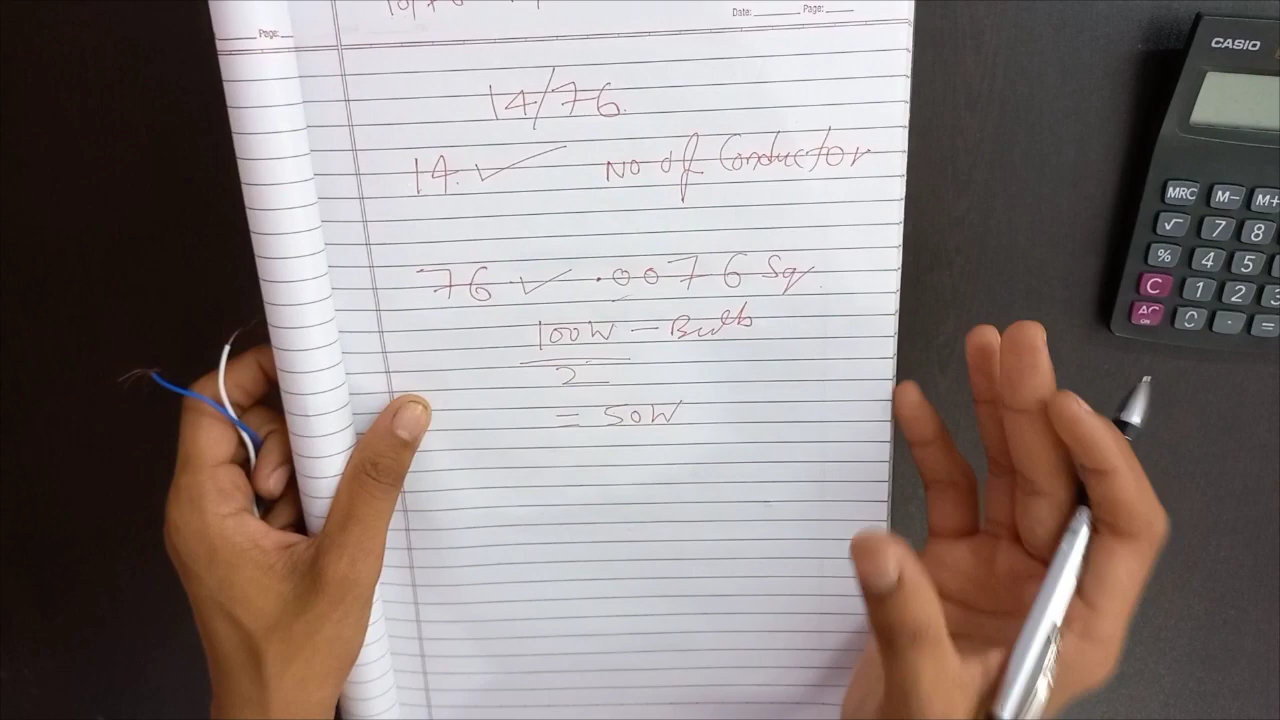 Date: Page:
Page:
14/76.
14. ✓ No of Conductor
76 ✓ .0076 Sq.
100W — Bulb
2
= 50W
CASIO
MRC M− M+
√ 7 8
% 4 5
C 1 2
AC 0 · =